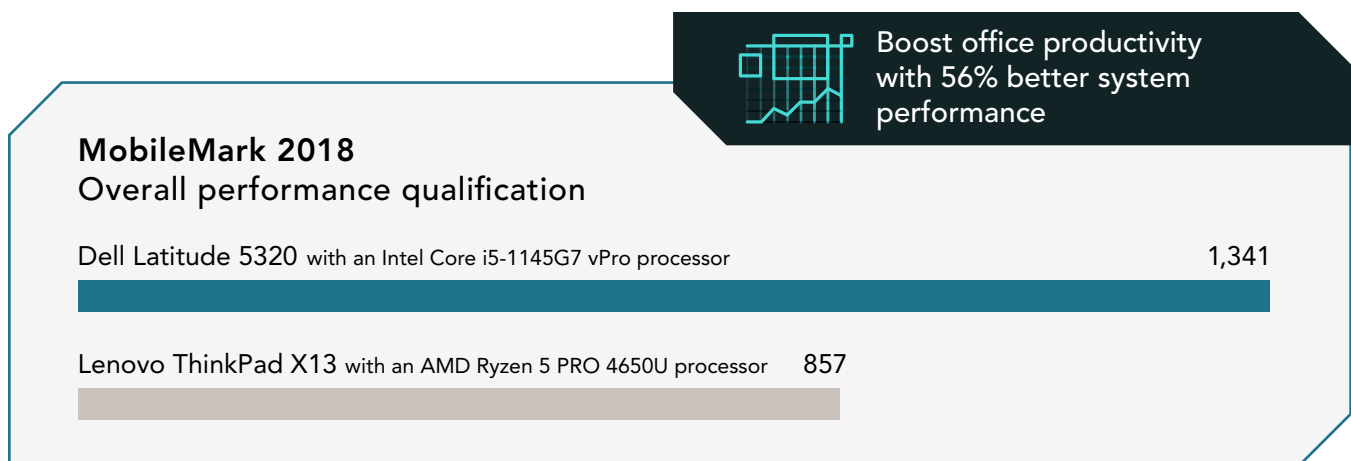 Boost office productivity
with 56% better system
performance
MobileMark 2018
Overall performance qualification
Dell Latitude 5320 with an Intel Core i5-1145G7 vPro processor 1,341
Lenovo ThinkPad X13 with an AMD Ryzen 5 PRO 4650U processor 857